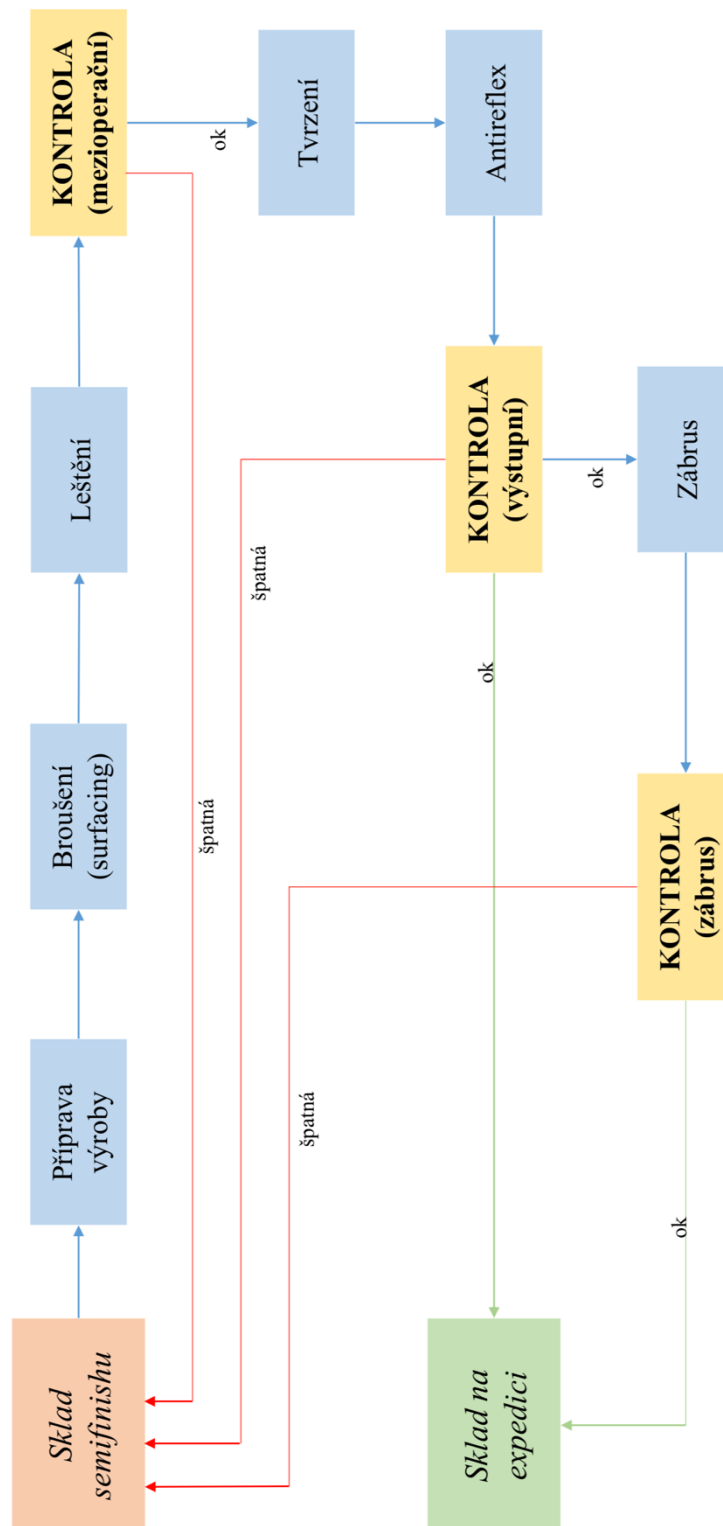 Sklad
semifinishu
Příprava
výroby
Broušení
(surfacing)
Leštění
KONTROLA
(mezioperační)
ok
špatná
Tvrzení
Antireflex
KONTROLA
(výstupní)
špatná
ok
ok
Zábrus
KONTROLA
(zábrus)
špatná
ok
Sklad na
expedici